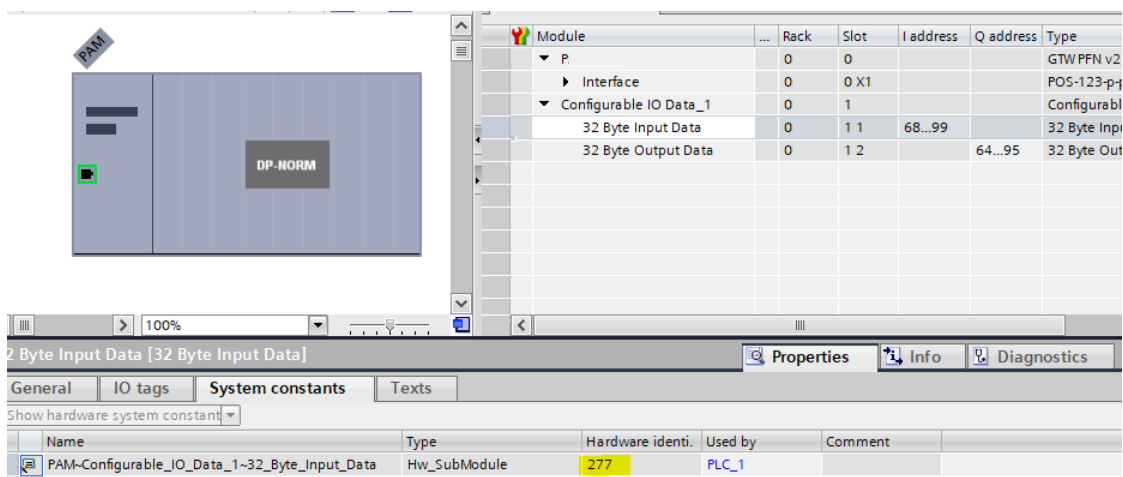 PAM
DP-NORM
100%
Module ... Rack Slot I address Q address Type
P. 0 0 GTW PFN v2
Interface 0 0 X1 POS-123-p-p
Configurable IO Data_1 0 1 Configurabl
32 Byte Input Data 0 1 1 68...99 32 Byte Inpu
32 Byte Output Data 0 1 2 64...95 32 Byte Out
2 Byte Input Data [32 Byte Input Data] Properties Info Diagnostics
General IO tags System constants Texts
Show hardware system constant
Name Type Hardware identi. Used by Comment
PAM~Configurable_IO_Data_1~32_Byte_Input_Data Hw_SubModule 277 PLC_1